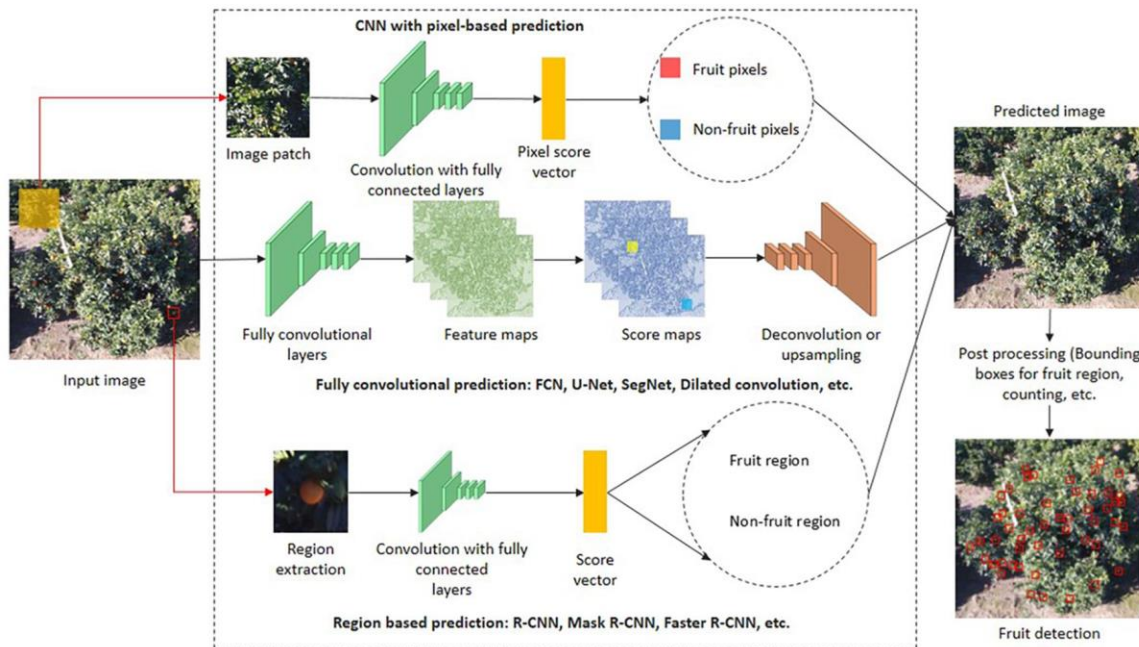 CNN with pixel-based prediction
Image patch
Convolution with fully
connected layers
Pixel score
vector
Fruit pixels
Non-fruit pixels
Predicted image
Input image
Fully convolutional
layers
Feature maps
Score maps
Deconvolution or
upsampling
Fully convolutional prediction: FCN, U-Net, SegNet, Dilated convolution, etc.
Post processing (Bounding
boxes for fruit region,
counting, etc.
Region
extraction
Convolution with fully
connected
layers
Score
vector
Fruit region
Non-fruit region
Region based prediction: R-CNN, Mask R-CNN, Faster R-CNN, etc.
Fruit detection